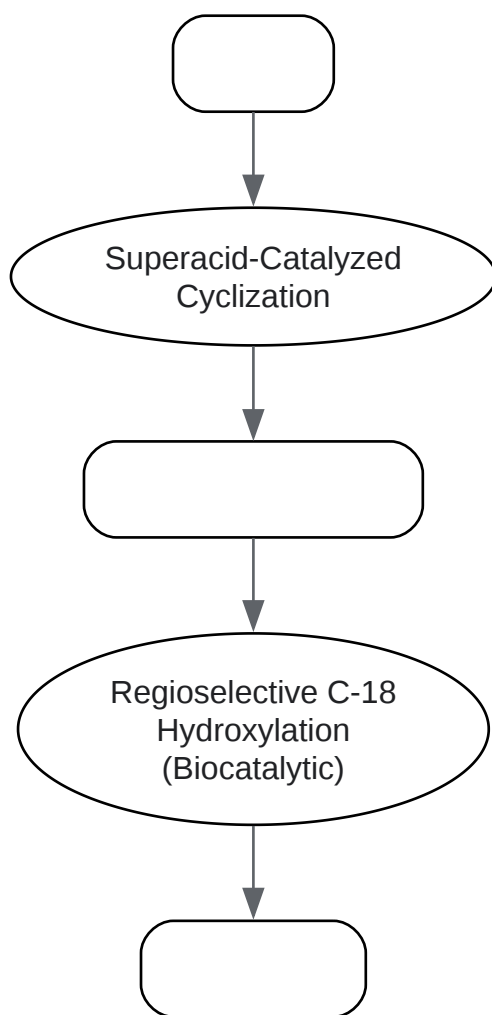 Superacid-Catalyzed
Cyclization
Regioselective C-18
Hydroxylation
(Biocatalytic)